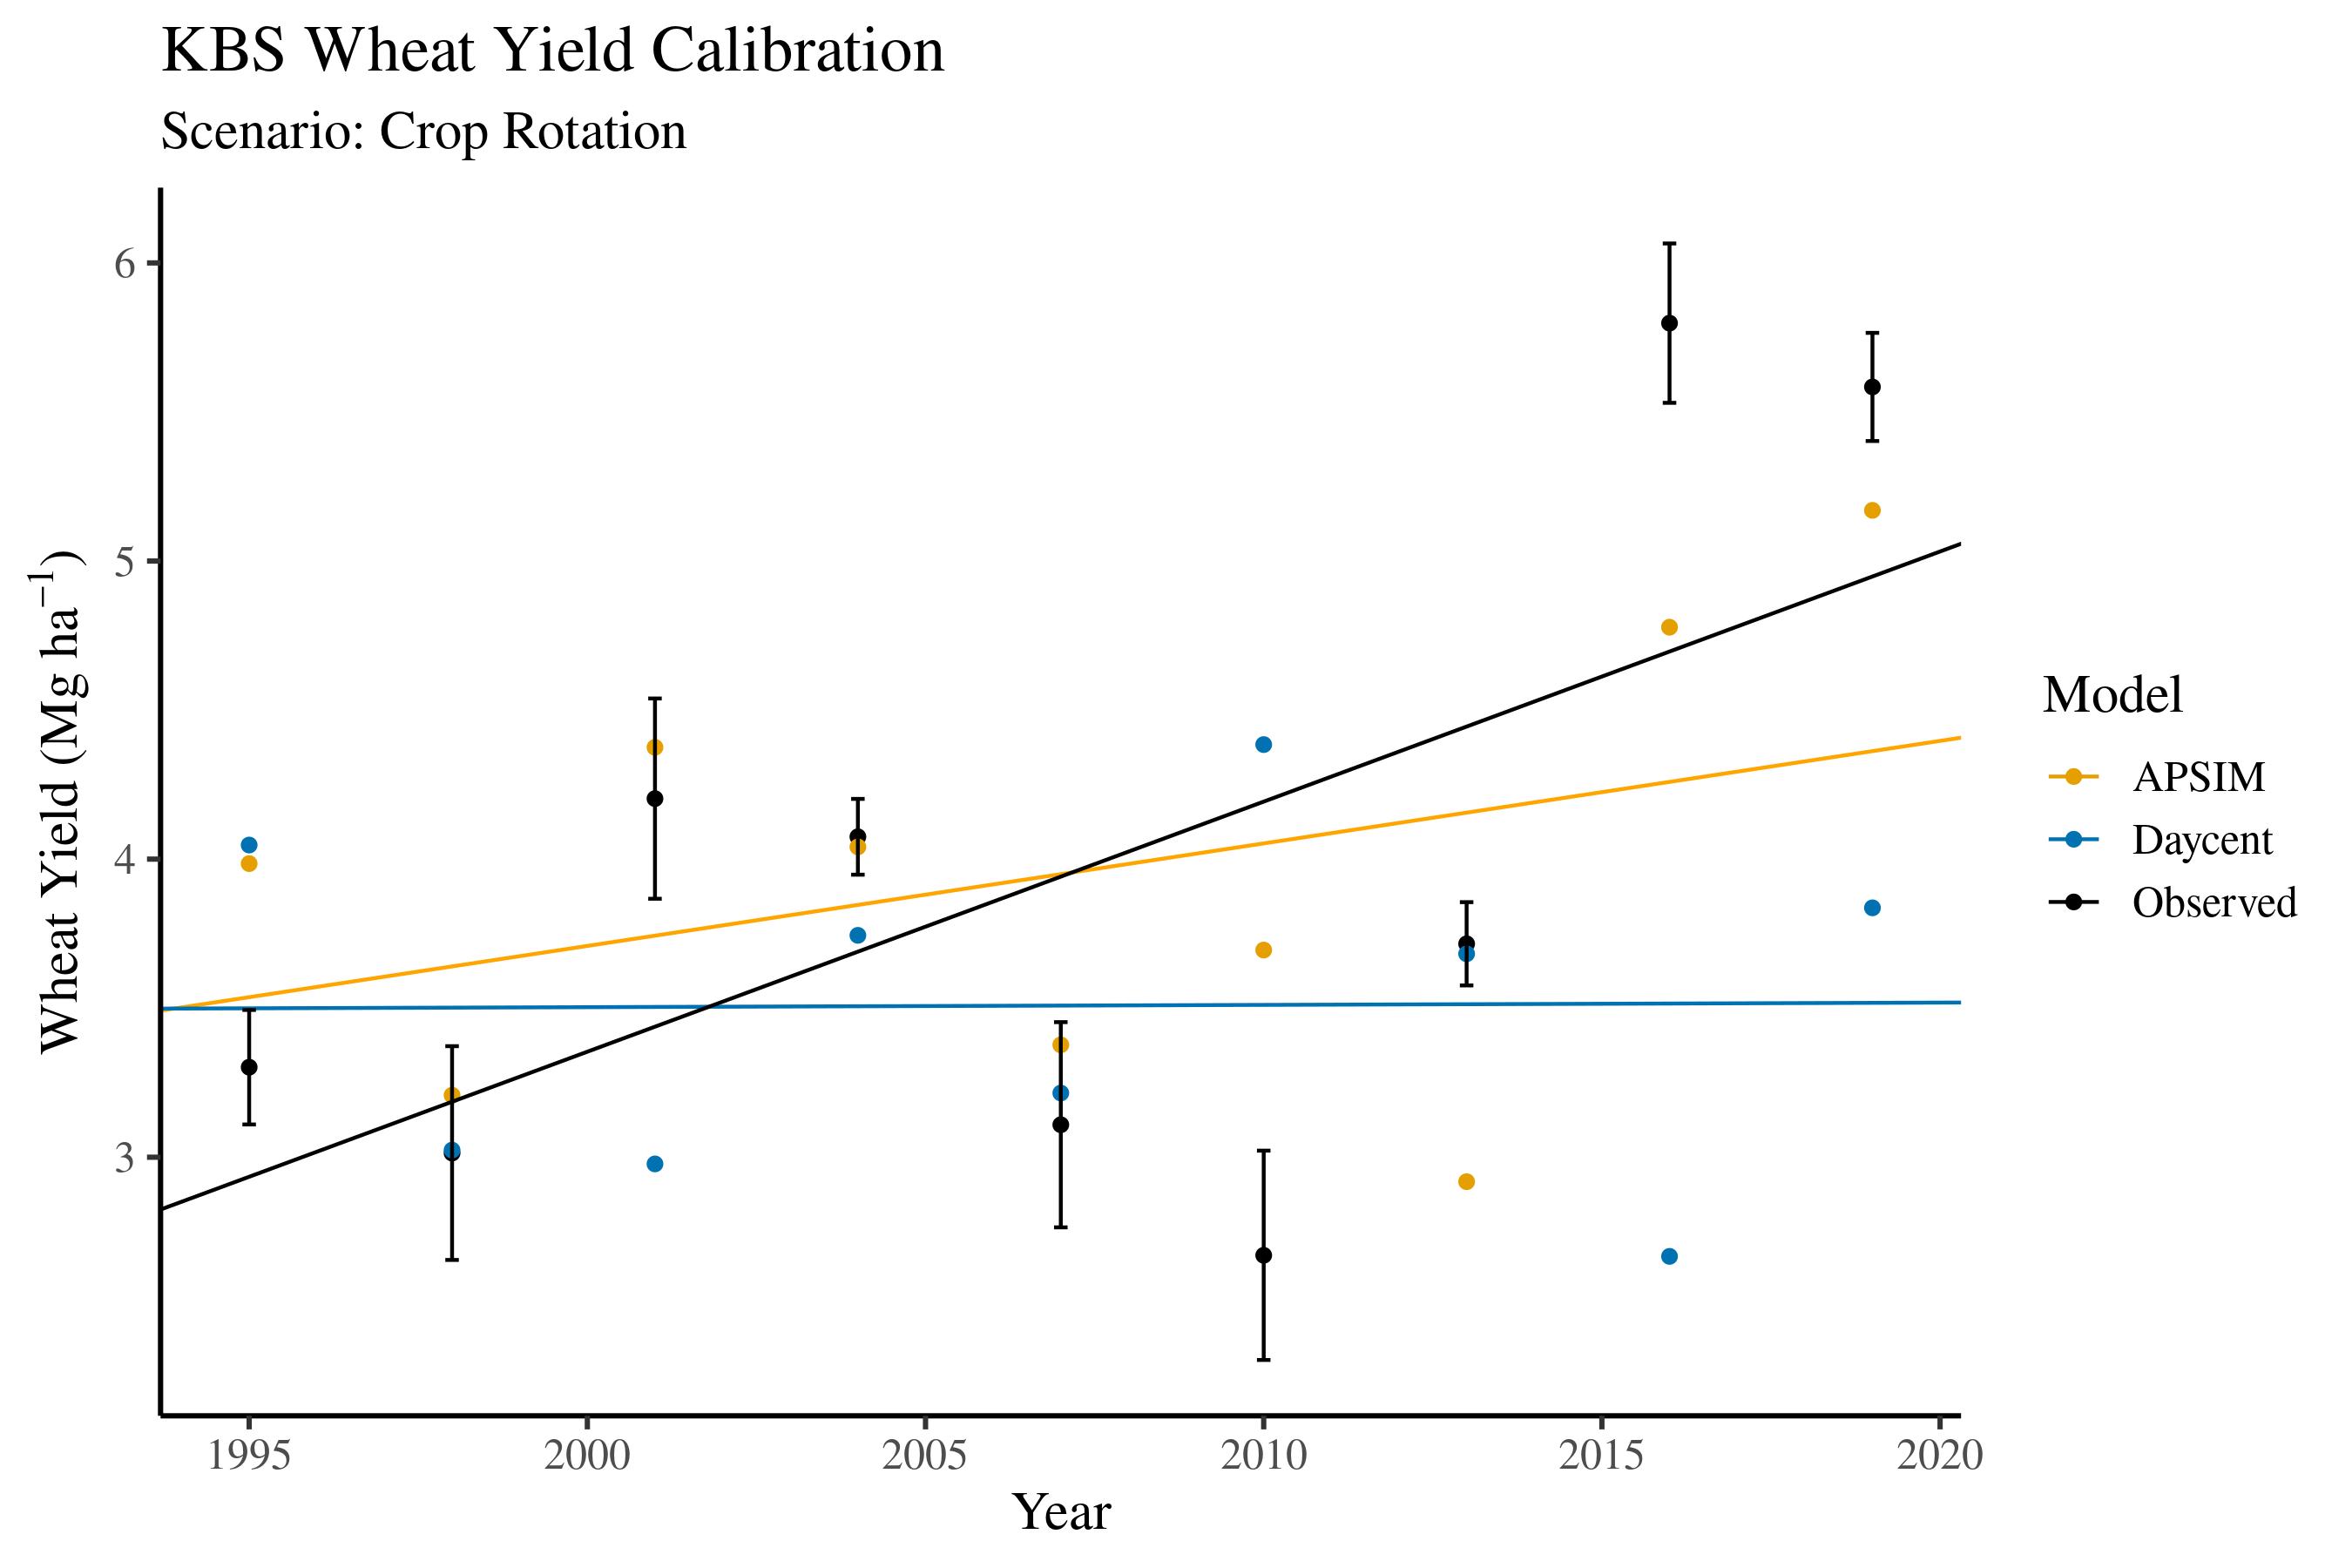 KBS Wheat Yield Calibration
Scenario: Crop Rotation
6
5
4
3
Wheat Yield (Mg ha⁻¹)
1995 2000 2005 2010 2015 2020
Year
Model
APSIM
Daycent
Observed